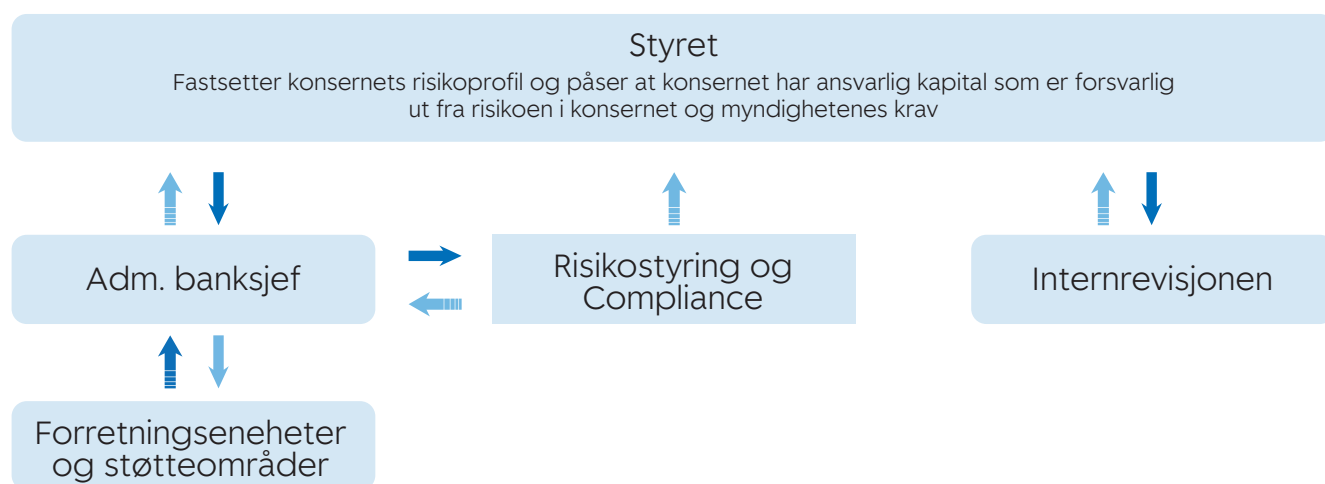 Styret
Fastsetter konsernets risikoprofil og påser at konsernet har ansvarlig kapital som er forsvarlig
ut fra risikoen i konsernet og myndighetenes krav
Adm. banksjef
Risikostyring og
Compliance
Internrevisjonen
Forretningseneheter
og støtteområder